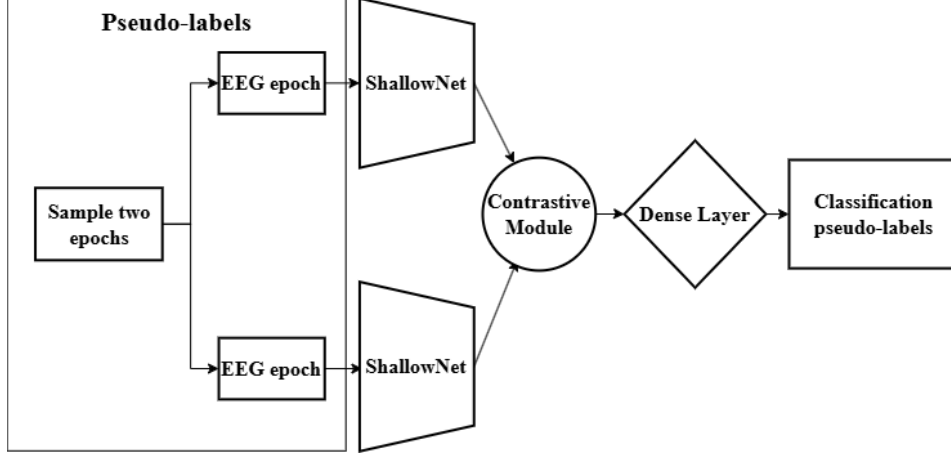 Pseudo-labels
EEG epoch
ShallowNet
Sample two
epochs
Contrastive
Module
Dense Layer
Classification
pseudo-labels
EEG epoch
ShallowNet